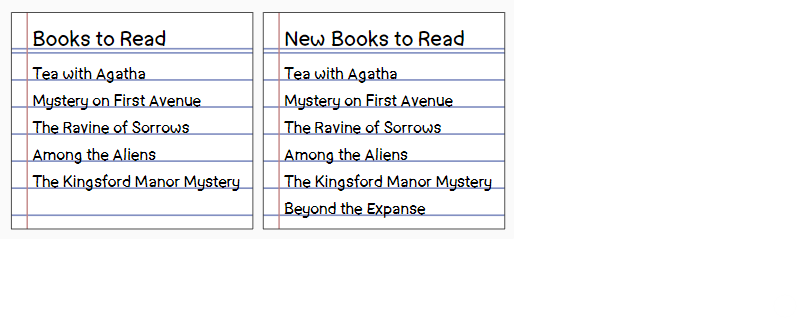 Books to Read
Tea with Agatha
Mystery on First Avenue
The Ravine of Sorrows
Among the Aliens
The Kingsford Manor Mystery
New Books to Read
Tea with Agatha
Mystery on First Avenue
The Ravine of Sorrows
Among the Aliens
The Kingsford Manor Mystery
Beyond the Expanse